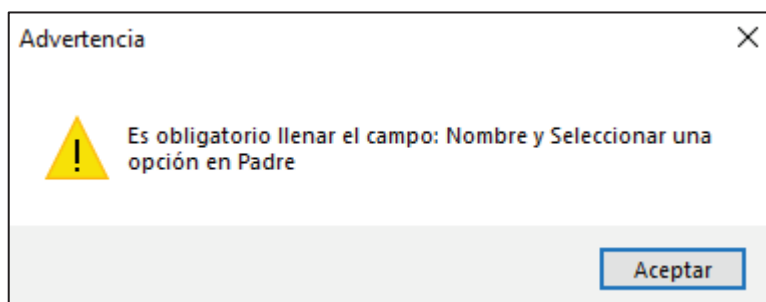 Advertencia
Es obligatorio llenar el campo: Nombre y Seleccionar una
opción en Padre
Aceptar